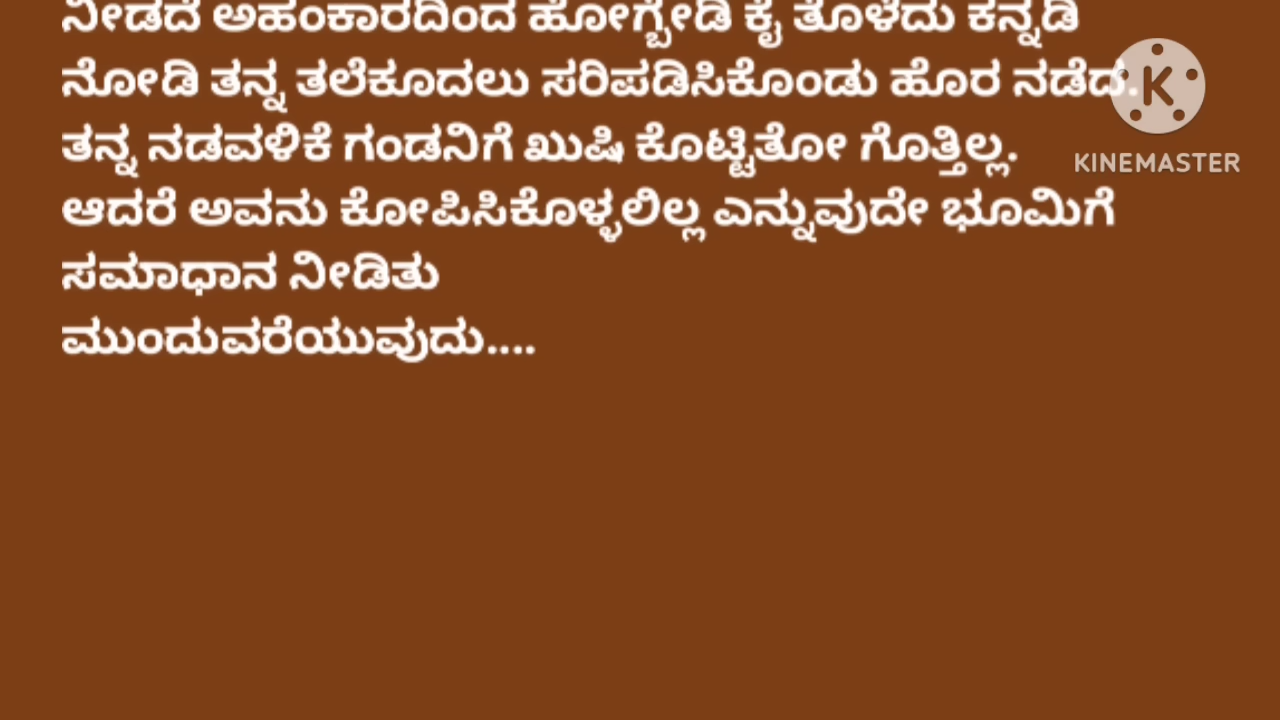 ನೀಡದೆ ಅಹಂಕಾರದಿಂದ ಹೋಗ್ಬೇಡಿ ಕೈ ತೊಳೆದು ಕನ್ನಡಿ
ನೋಡಿ ತನ್ನ ತಲೆಕೂದಲು ಸರಿಪಡಿಸಿಕೊಂಡು ಹೊರ ನಡೆದ.
ತನ್ನ ನಡವಳಿಕೆ ಗಂಡನಿಗೆ ಖುಷಿ ಕೊಟ್ಟಿತೋ ಗೊತ್ತಿಲ್ಲ.
ಆದರೆ ಅವನು ಕೋಪಿಸಿಕೊಳ್ಳಲಿಲ್ಲ ಎನ್ನುವುದೇ ಭೂಮಿಗೆ
ಸಮಾಧಾನ ನೀಡಿತು
ಮುಂದುವರೆಯುವುದು....
K
KINEMASTER